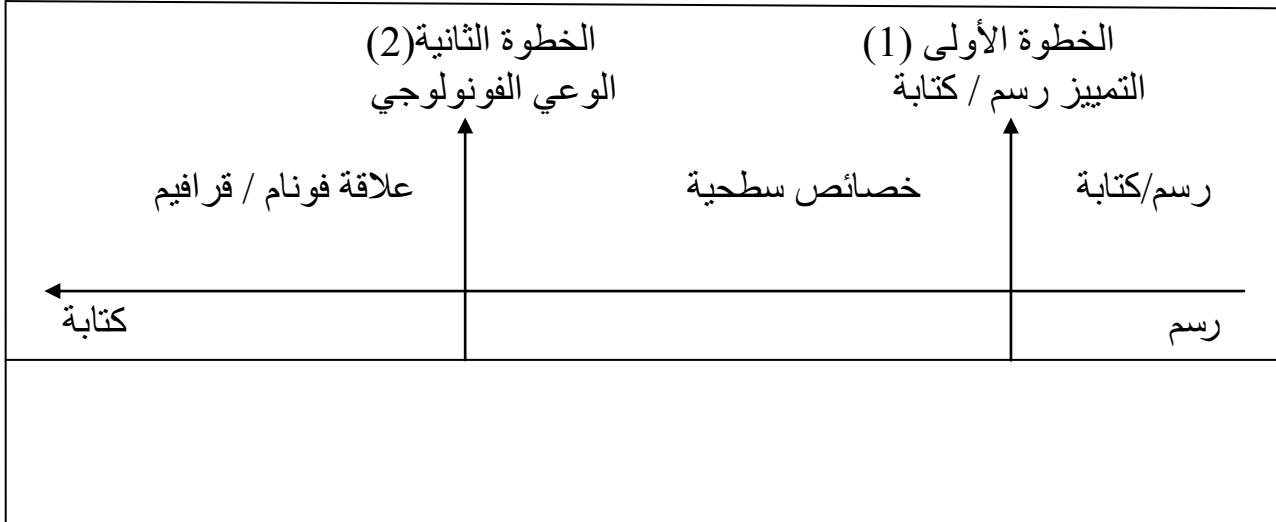 الخطوة الأولى (1)
التمييز رسم / كتابة
الخطوة الثانية(2)
الوعي الفونولوجي
رسم/كتابة
خصائص سطحية
علاقة فونام / قرافيم
رسم
كتابة